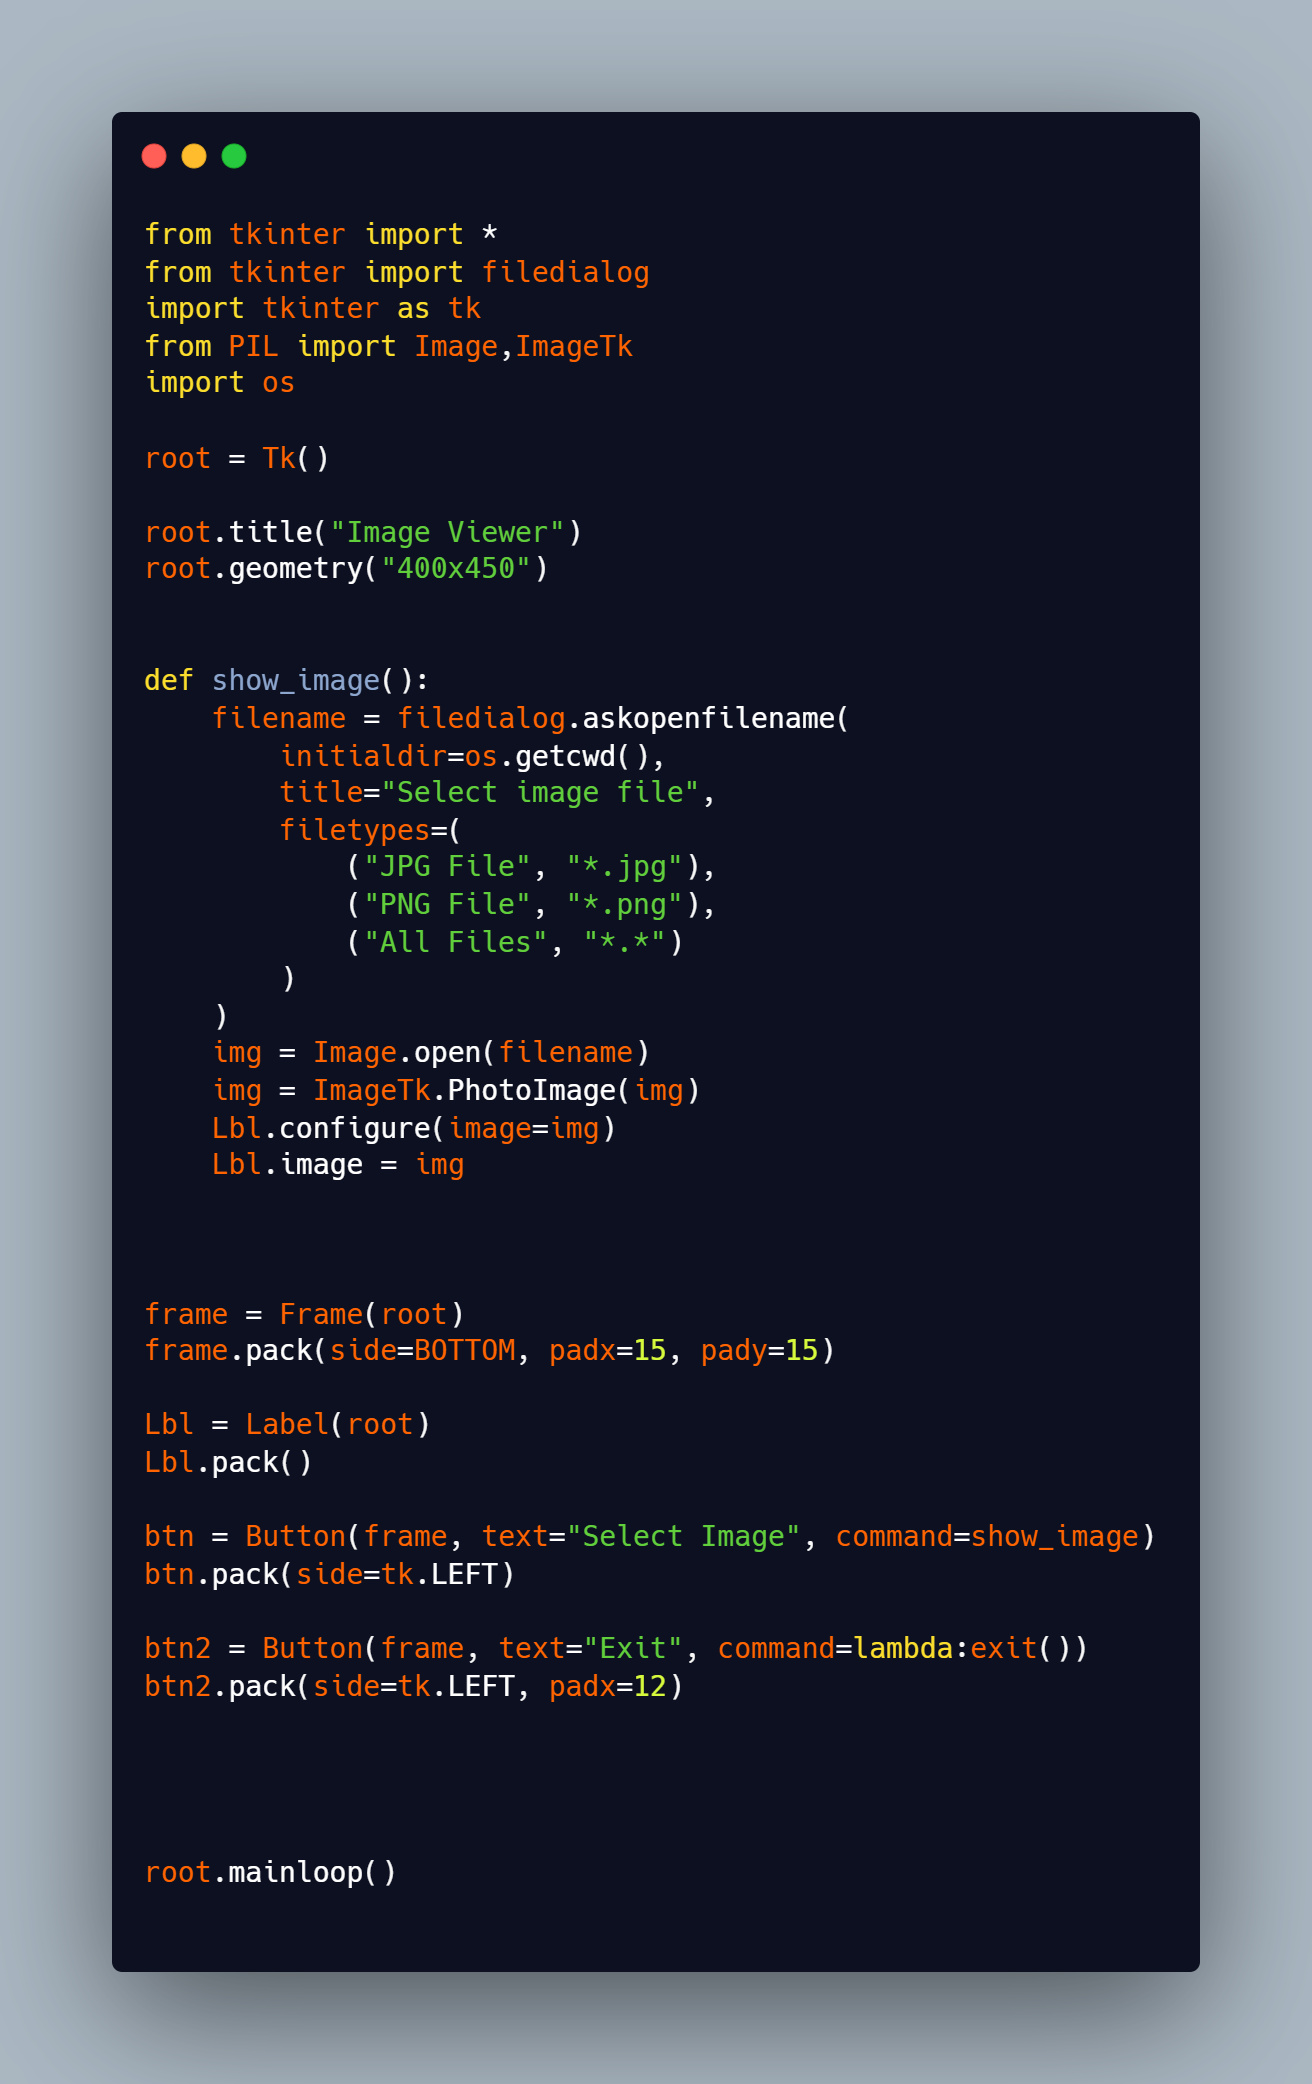 from tkinter import *
from tkinter import filedialog
import tkinter as tk
from PIL import Image,ImageTk
import os

root = Tk()

root.title("Image Viewer")
root.geometry("400x450")


def show_image():
    filename = filedialog.askopenfilename(
        initialdir=os.getcwd(),
        title="Select image file",
        filetypes=(
            ("JPG File", "*.jpg"),
            ("PNG File", "*.png"),
            ("All Files", "*.*")
        )
    )
    img = Image.open(filename)
    img = ImageTk.PhotoImage(img)
    Lbl.configure(image=img)
    Lbl.image = img



frame = Frame(root)
frame.pack(side=BOTTOM, padx=15, pady=15)

Lbl = Label(root)
Lbl.pack()

btn = Button(frame, text="Select Image", command=show_image)
btn.pack(side=tk.LEFT)

btn2 = Button(frame, text="Exit", command=lambda:exit())
btn2.pack(side=tk.LEFT, padx=12)




root.mainloop()